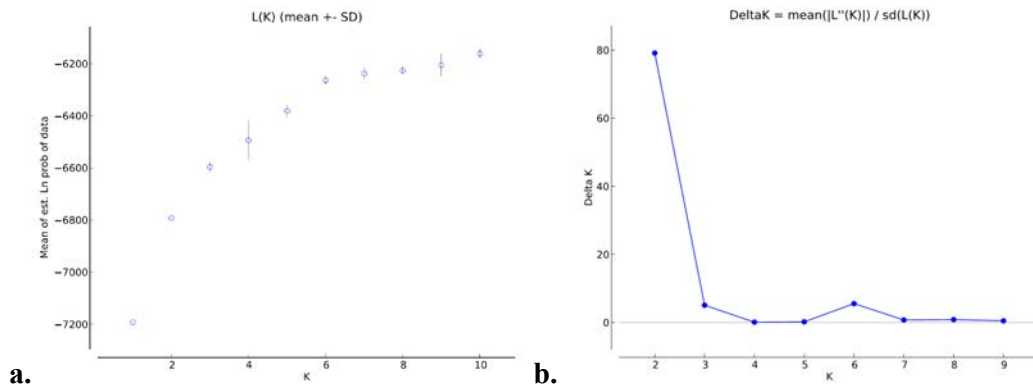 L(K) (mean +- SD)
Mean of est. Ln prob of data
−6200
−6400
−6600
−6800
−7000
−7200
2 4 6 8 10
K
a.
DeltaK = mean(|L''(K)|) / sd(L(K))
Delta K
80
60
40
20
0
2 3 4 5 6 7 8 9
K
b.